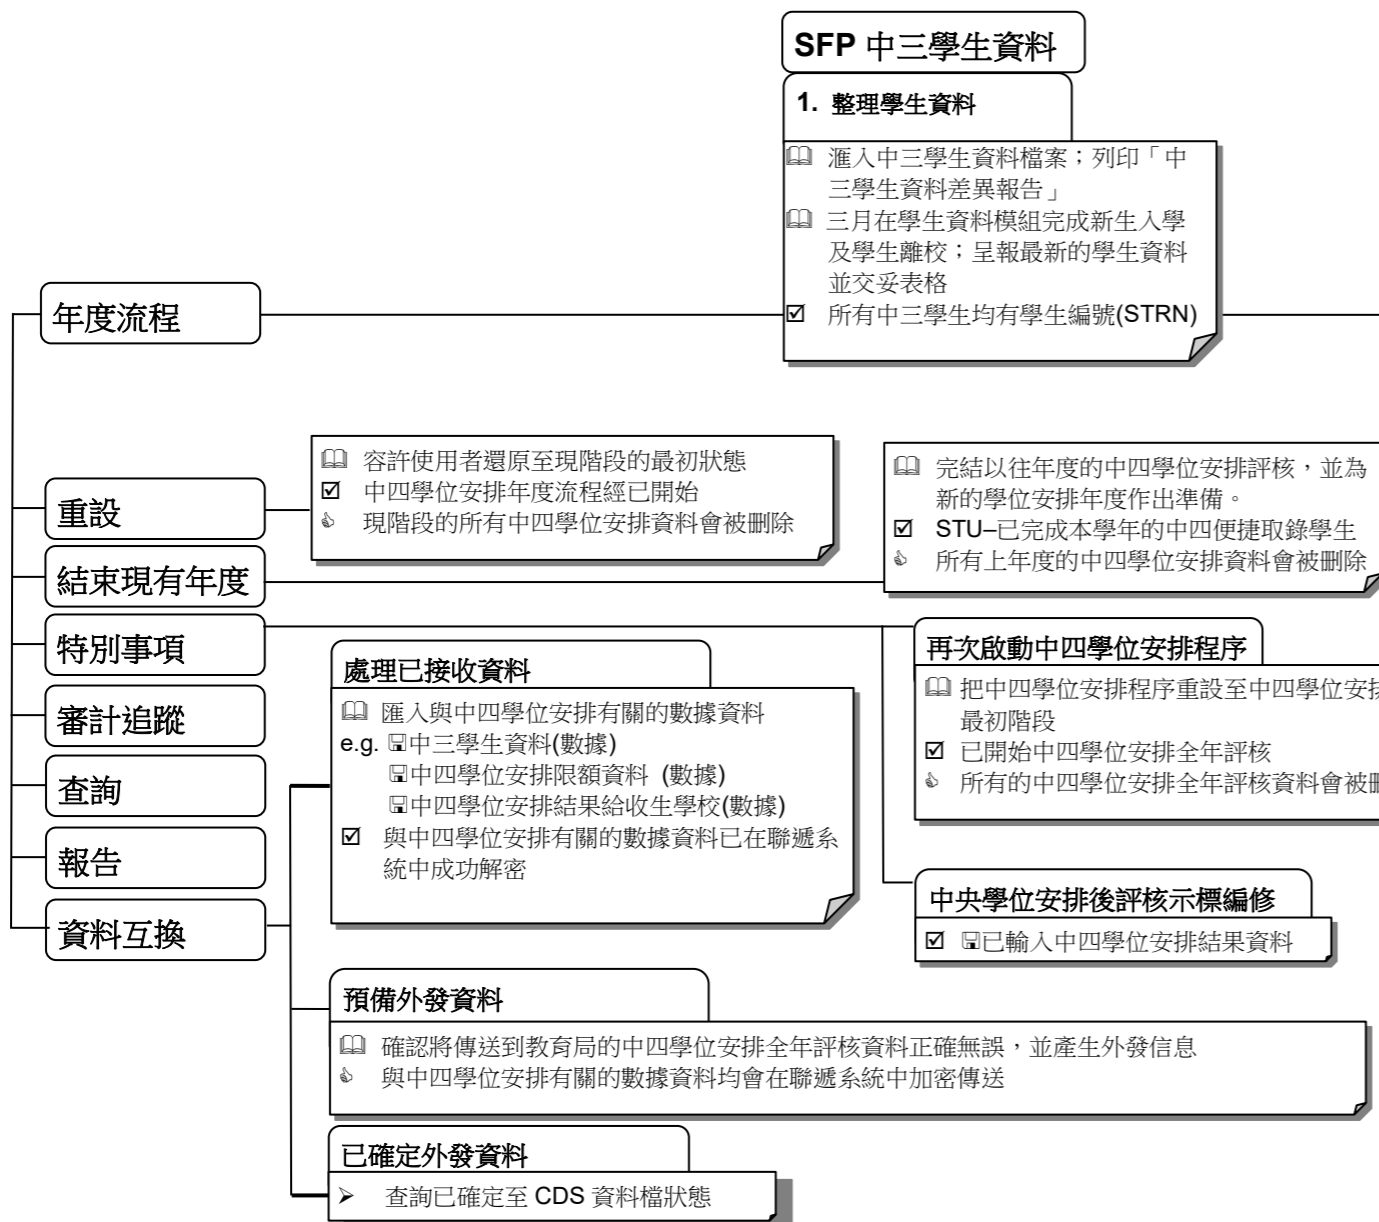 SFP 中三學生資料
1. 整理學生資料
滙入中三學生資料檔案；列印「中
三學生資料差異報告」
三月在學生資料模組完成新生入學
及學生離校；呈報最新的學生資料
並交妥表格
☑ 所有中三學生均有學生編號(STRN)
年度流程
重設
容許使用者還原至現階段的最初狀態
☑ 中四學位安排年度流程經已開始
現階段的所有中四學位安排資料會被刪除
結束現有年度
完結以往年度的中四學位安排評核，並為
新的學位安排年度作出準備。
☑ STU–已完成本學年的中四便捷取錄學生
所有上年度的中四學位安排資料會被刪除
特別事項
再次啟動中四學位安排程序
把中四學位安排程序重設至中四學位安排
最初階段
☑ 已開始中四學位安排全年評核
所有的中四學位安排全年評核資料會被刪
中央學位安排後評核示標編修
☑ 已輸入中四學位安排結果資料
審計追蹤
查詢
報告
資料互換
處理已接收資料
滙入與中四學位安排有關的數據資料
e.g. 中三學生資料(數據)
中四學位安排限額資料 (數據)
中四學位安排結果給收生學校(數據)
☑ 與中四學位安排有關的數據資料已在聯遞系
統中成功解密
預備外發資料
確認將傳送到教育局的中四學位安排全年評核資料正確無誤，並產生外發信息
與中四學位安排有關的數據資料均會在聯遞系統中加密傳送
已確定外發資料
➢ 查詢已確定至 CDS 資料檔狀態